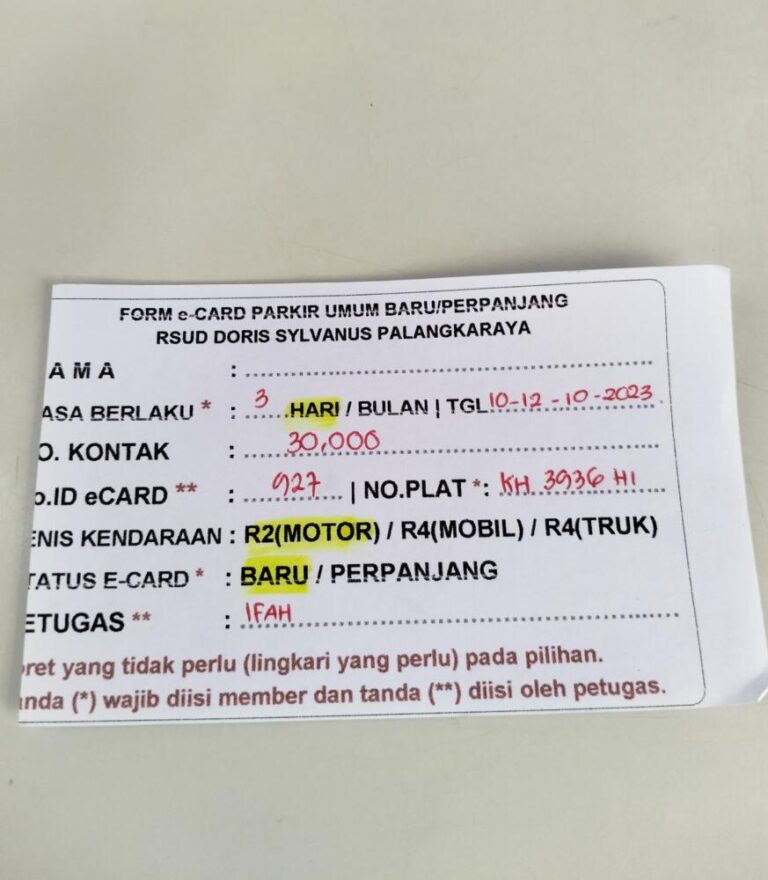 FORM e-CARD PARKIR UMUM BARU/PERPANJANG
RSUD DORIS SYLVANUS PALANGKARAYA
AMA :
ASA BERLAKU * : 3 HARI / BULAN | TGL 10-12-10-2023
O. KONTAK : 30,000
o.ID eCARD ** : 927 | NO.PLAT *: KH 3936 HI
ENIS KENDARAAN : R2(MOTOR) / R4(MOBIL) / R4(TRUK)
TATUS E-CARD * : BARU / PERPANJANG
ETUGAS ** : IFAH
oret yang tidak perlu (lingkari yang perlu) pada pilihan.
anda (*) wajib diisi member dan tanda (**) diisi oleh petugas.